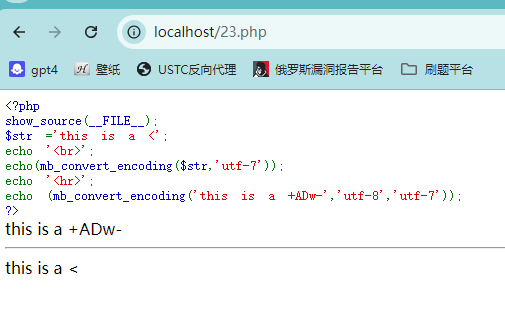 localhost/23.php
gpt4 壁纸 USTC反向代理 俄罗斯漏洞报告平台 刷题平台
<?php
show_source(__FILE__);
$str ='this is a <';
echo '<br>';
echo(mb_convert_encoding($str,'utf-7'));
echo '<hr>';
echo (mb_convert_encoding('this is a +ADw-','utf-8','utf-7'));
?>
this is a +ADw-
this is a <